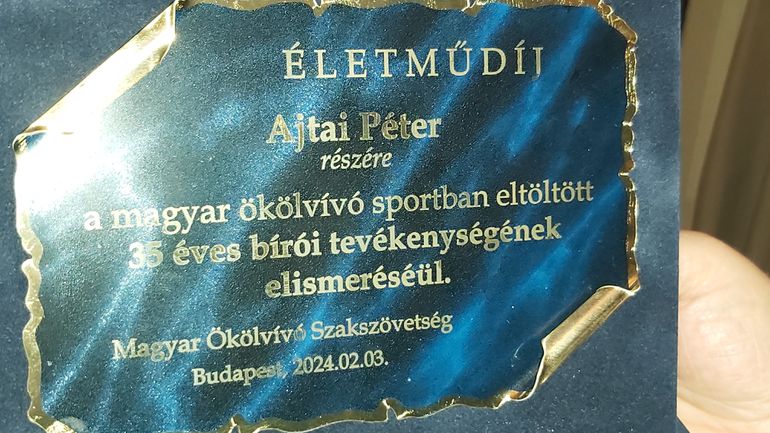 ÉLETMŰDÍJ
Ajtai Péter
részére
a magyar ökölvívó sportban eltöltött
35 éves bírói tevékenységének
elismeréséül.
Magyar Ökölvívó Szakszövetség
Budapest, 2024.02.03.